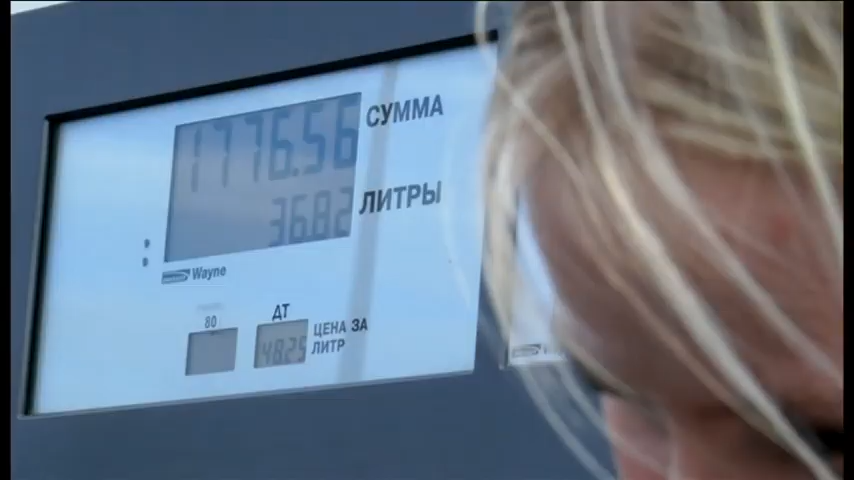 1776.56 СУММА
36.82 ЛИТРЫ
Wayne
80 ДТ
48.25 ЦЕНА ЗА
ЛИТР